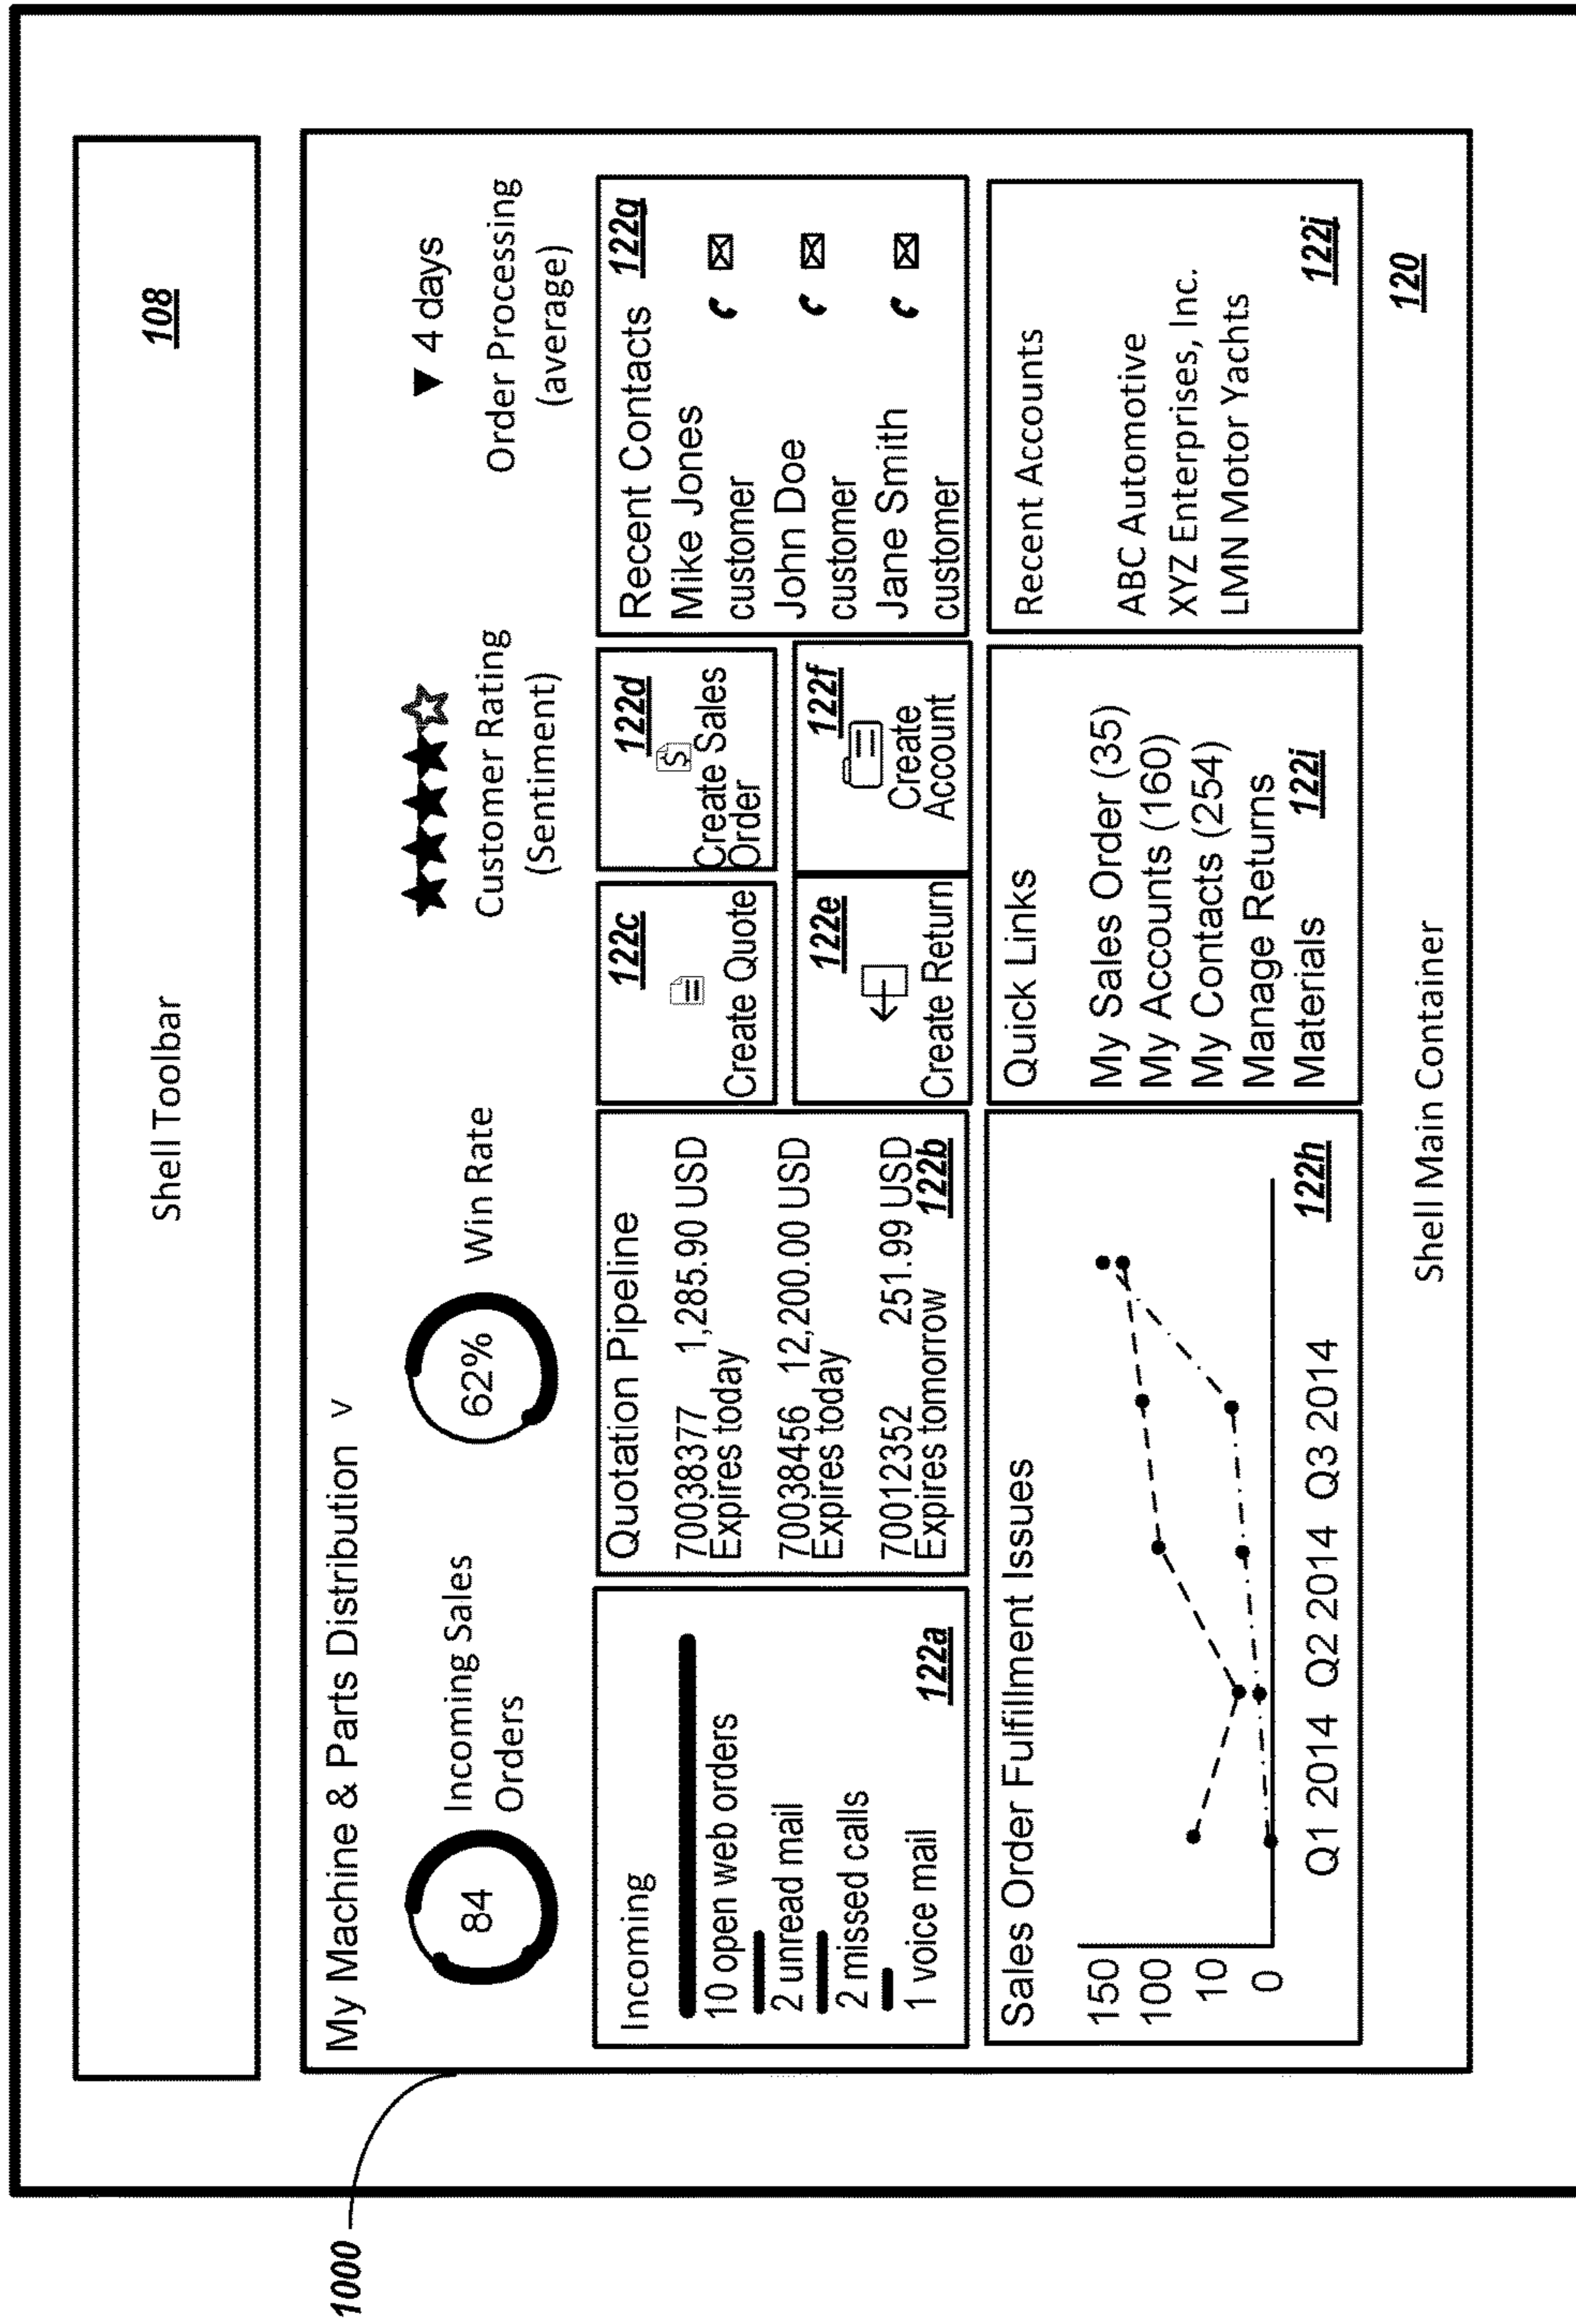 Shell Toolbar
108
1000
My Machine & Parts Distribution v
84
Incoming Sales
Orders
62%
Win Rate
Customer Rating
(Sentiment)
▼ 4 days
Order Processing
(average)
Incoming
10 open web orders
2 unread mail
2 missed calls
1 voice mail
122a
Quotation Pipeline
70038377 1,285.90 USD
Expires today
70038456 12,200.00 USD
Expires today
70012352 251.99 USD
Expires tomorrow
122b
122c
Create Quote
122d
$
Create Sales
Order
122e
Create Return
122f
Create
Account
Recent Contacts
122g
Mike Jones
customer
John Doe
customer
Jane Smith
customer
Sales Order Fulfillment Issues
150
100
10
0
Q1 2014 Q2 2014 Q3 2014
122h
Quick Links
My Sales Order (35)
My Accounts (160)
My Contacts (254)
Manage Returns
Materials
122i
Recent Accounts
ABC Automotive
XYZ Enterprises, Inc.
LMN Motor Yachts
122j
Shell Main Container
120